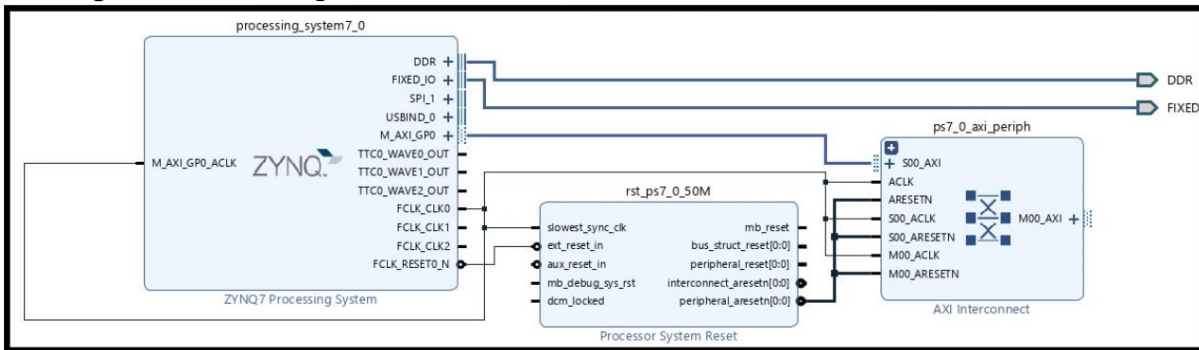 processing_system7_0
DDR
FIXED_IO
SPI_1
USBIND_0
M_AXI_GP0
M_AXI_GP0_ACLK
ZYNQ
TTC0_WAVE0_OUT
TTC0_WAVE1_OUT
TTC0_WAVE2_OUT
FCLK_CLK0
FCLK_CLK1
FCLK_CLK2
FCLK_RESET0_N
ZYNQ7 Processing System
rst_ps7_0_50M
slowest_sync_clk
ext_reset_in
aux_reset_in
mb_debug_sys_rst
dcm_locked
mb_reset
bus_struct_reset[0:0]
peripheral_reset[0:0]
interconnect_aresetn[0:0]
peripheral_aresetn[0:0]
Processor System Reset
ps7_0_axi_periph
S00_AXI
ACLK
ARESETN
S00_ACLK
S00_ARESETN
M00_ACLK
M00_ARESETN
M00_AXI
AXI Interconnect
DDR
FIXED